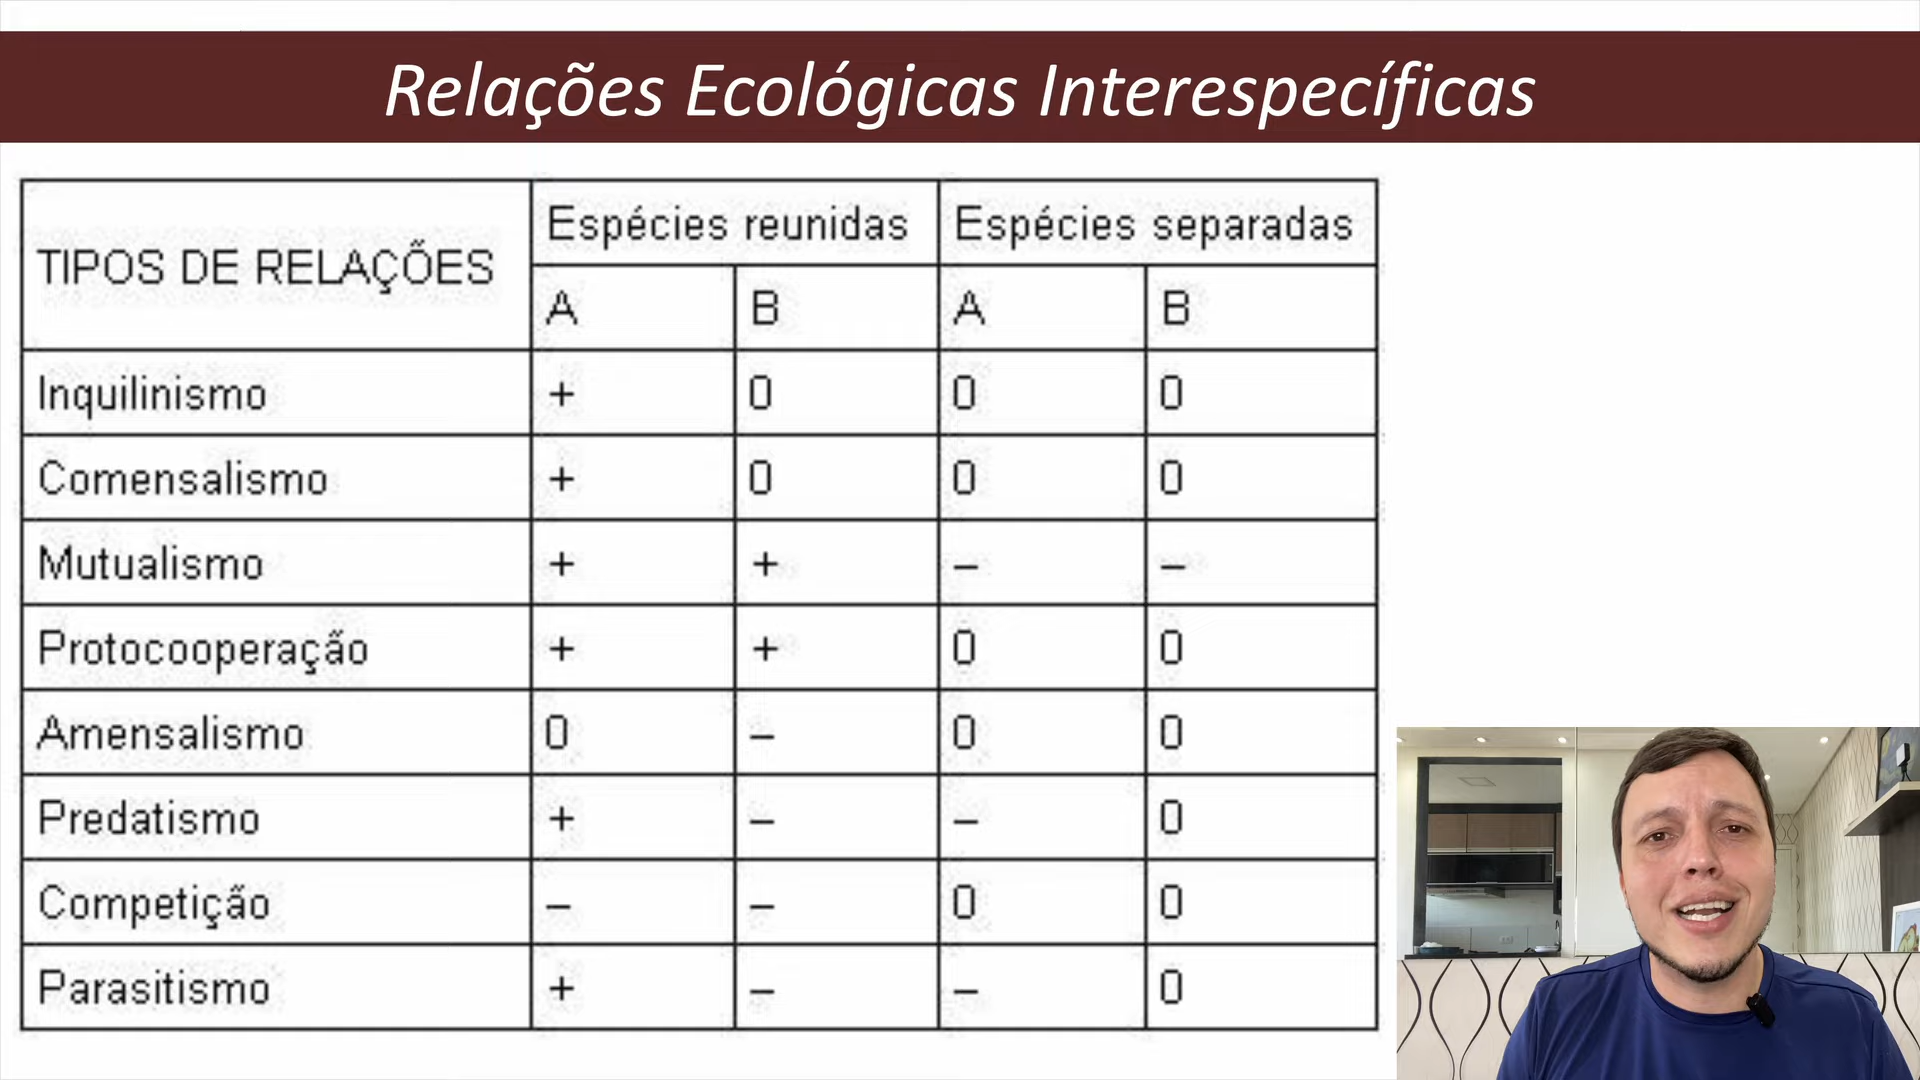 Relações Ecológicas Interespecíficas
TIPOS DE RELAÇÕES
Espécies reunidas Espécies separadas
A B A B
Inquilinismo + 0 0 0
Comensalismo + 0 0 0
Mutualismo + + – –
Protocooperação + + 0 0
Amensalismo 0 – 0 0
Predatismo + – – 0
Competição – – 0 0
Parasitismo + – – 0